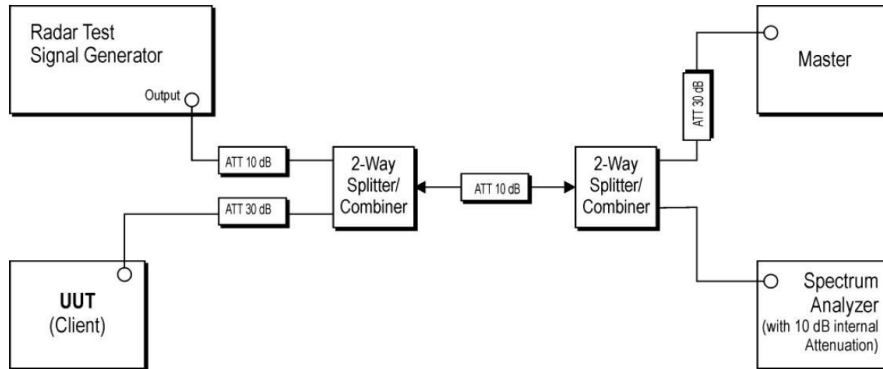 Radar Test
Signal Generator
Output
ATT 10 dB
2-Way
Splitter/
Combiner
ATT 30 dB
ATT 10 dB
2-Way
Splitter/
Combiner
ATT 30 dB
Master
UUT
(Client)
Spectrum
Analyzer
(with 10 dB internal
Attenuation)